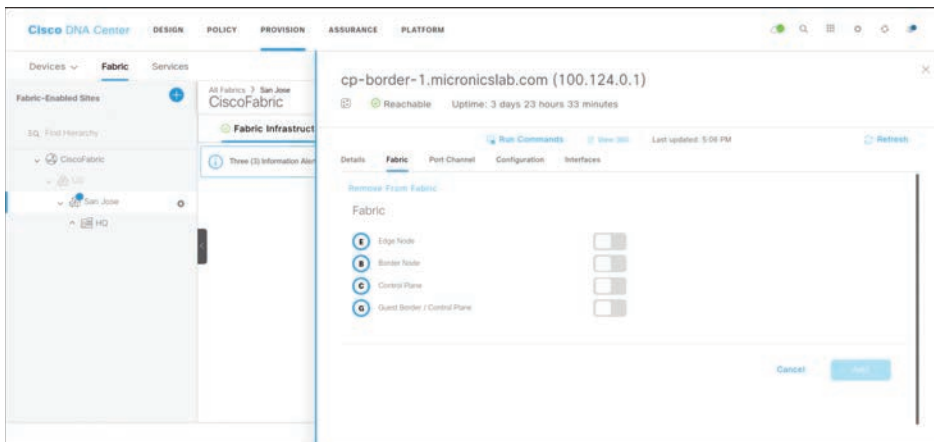 Cisco DNA Center DESIGN POLICY PROVISION ASSURANCE PLATFORM
Devices Fabric Services
Fabric-Enabled Sites
Find Hierarchy
CiscoFabric
US
San Jose
HQ
All Fabrics San Jose
CiscoFabric
Fabric Infrastruct
Three (3) Information Aler
cp-border-1.micronicslab.com (100.124.0.1)
Reachable Uptime: 3 days 23 hours 33 minutes
Run Commands View 360 Last updated: 5:06 PM Refresh
Details Fabric Port Channel Configuration Interfaces
Remove From Fabric
Fabric
E Edge Node
B Border Node
C Control Plane
G Guest Border / Control Plane
Cancel Add